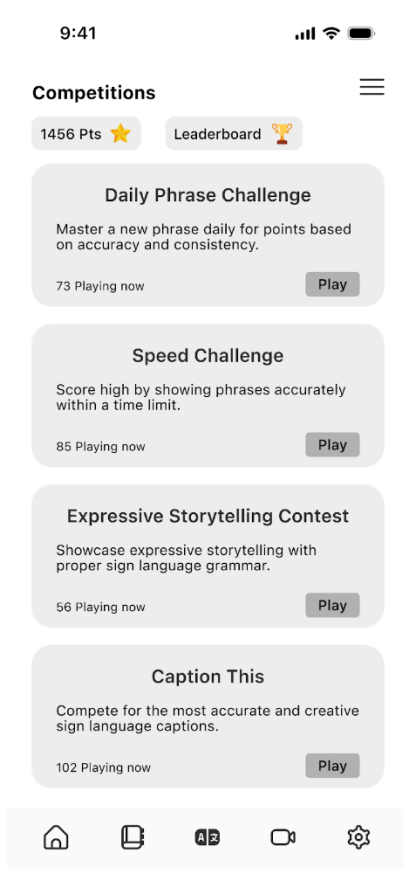 9:41
Competitions
1456 Pts
Leaderboard
Daily Phrase Challenge
Master a new phrase daily for points based
on accuracy and consistency.
73 Playing now
Play
Speed Challenge
Score high by showing phrases accurately
within a time limit.
85 Playing now
Play
Expressive Storytelling Contest
Showcase expressive storytelling with
proper sign language grammar.
56 Playing now
Play
Caption This
Compete for the most accurate and creative
sign language captions.
102 Playing now
Play
A 文